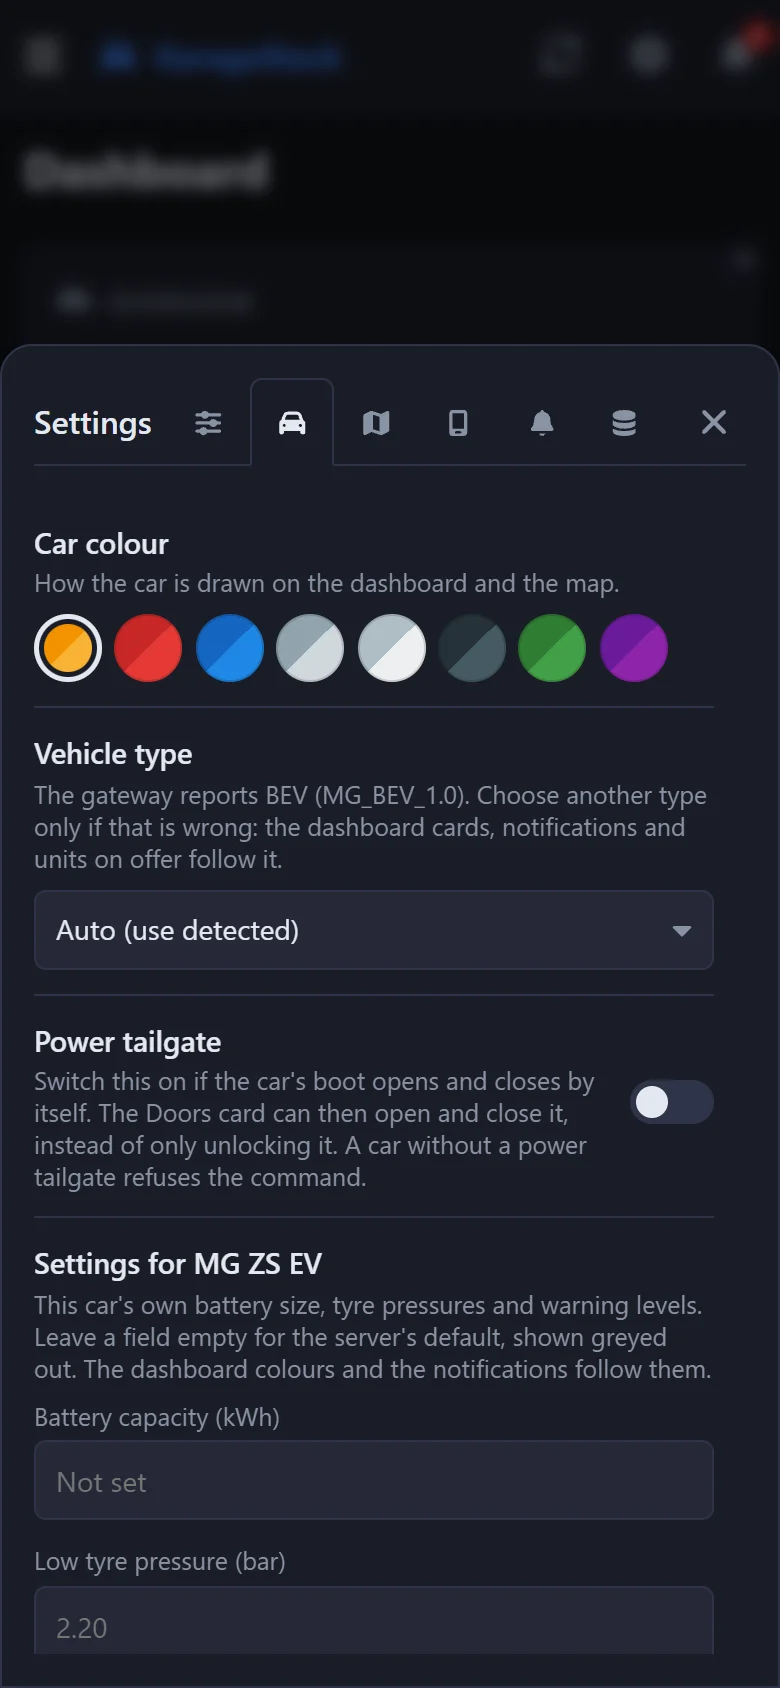 Dashboard
Settings
Car colour
How the car is drawn on the dashboard and the map.
Vehicle type
The gateway reports BEV (MG_BEV_1.0). Choose another type
only if that is wrong: the dashboard cards, notifications and
units on offer follow it.
Auto (use detected)
Power tailgate
Switch this on if the car's boot opens and closes by
itself. The Doors card can then open and close it,
instead of only unlocking it. A car without a power
tailgate refuses the command.
Settings for MG ZS EV
This car's own battery size, tyre pressures and warning levels.
Leave a field empty for the server's default, shown greyed
out. The dashboard colours and the notifications follow them.
Battery capacity (kWh)
Not set
Low tyre pressure (bar)
2.20